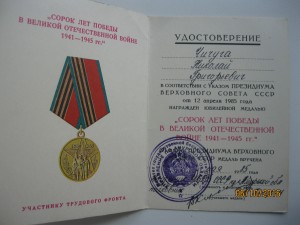 „СОРОК ЛЕТ ПОБЕДЫ
В ВЕЛИКОЙ ОТЕЧЕСТВЕННОЙ ВОЙНЕ
1941—1945 гг."
УЧАСТНИКУ ТРУДОВОГО ФРОНТА
УДОСТОВЕРЕНИЕ
Чичуга
Николай
Григорьевич
В СООТВЕТСТВИИ С УКАЗОМ ПРЕЗИДИУМА
ВЕРХОВНОГО СОВЕТА СССР
от 12 апреля 1985 года
НАГРАЖДЕН ЮБИЛЕЙНОЙ МЕДАЛЬЮ
„СОРОК ЛЕТ ПОБЕДЫ
В ВЕЛИКОЙ ОТЕЧЕСТВЕННОЙ
ВОЙНЕ 1941—1945 гг."
ПРЕЗИДИУМА ВЕРХОВНОГО
МЕДАЛЬ ВРУЧЕНА